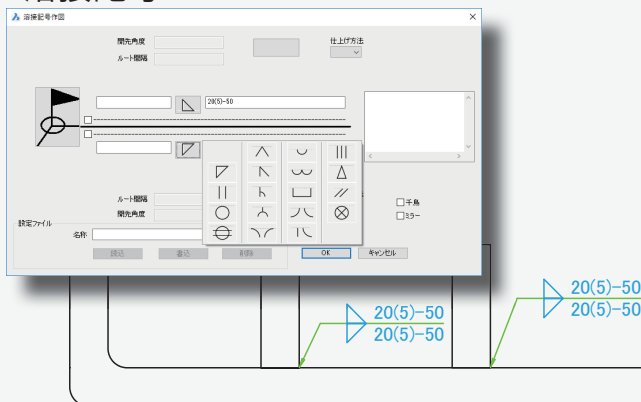 溶接記号作図
開先角度
仕上げ方法
ルート間隔
20(5)-50
ルート間隔
千鳥
開先角度
ミラー
設定ファイル
名称
読込
書込
削除
OK
キャンセル
20(5)-50
20(5)-50
20(5)-50
20(5)-50